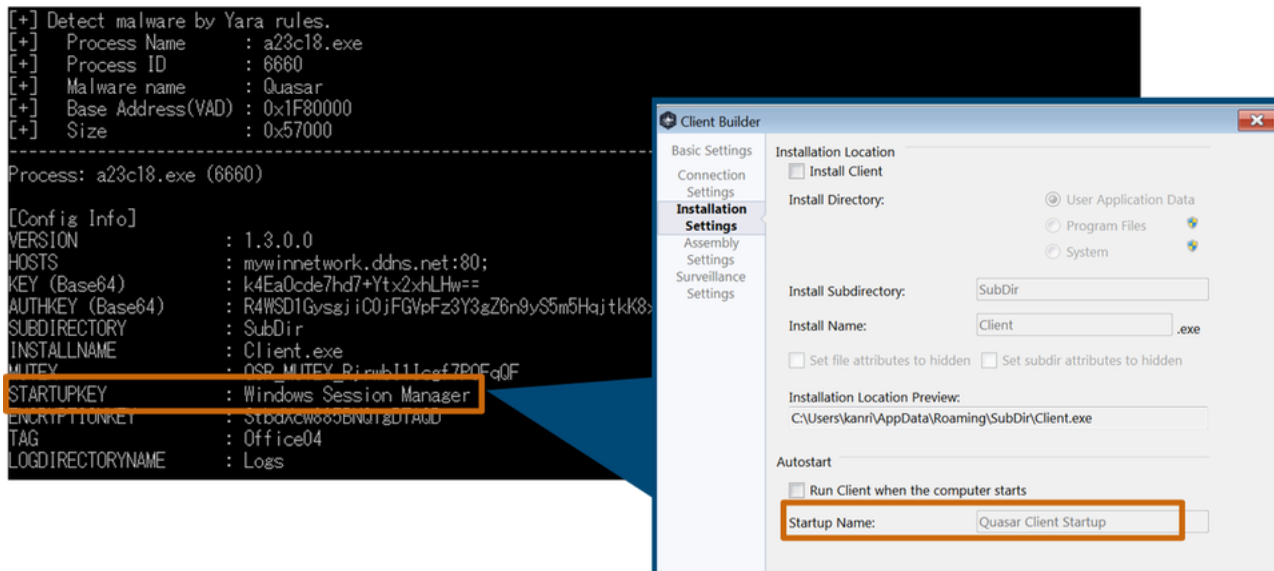 [+] Detect malware by Yara rules.
[+] Process Name : a23c18.exe
[+] Process ID : 6660
[+] Malware name : Quasar
[+] Base Address(VAD) : 0x1F80000
[+] Size : 0x57000
Process: a23c18.exe (6660)
[Config Info]
VERSION : 1.3.0.0
HOSTS : mywinnetwork.ddns.net:80;
KEY (Base64) : k4Ea0cde7hd7+Ytx2xhLHw==
AUTHKEY (Base64) :
SUBDIRECTORY : SubDir
INSTALLNAME : Client.exe
MUTEX :
STARTUPKEY : Windows Session Manager
ENCRYPTIONKEY :
TAG : Office04
LOGDIRECTORYNAME : Logs
Client Builder
Basic Settings
Connection
Settings
Installation
Settings
Assembly
Settings
Surveillance
Settings
Installation Location
Install Client
Install Directory:
User Application Data
Program Files
System
Install Subdirectory:
SubDir
Install Name:
Client
.exe
Set file attributes to hidden
Set subdir attributes to hidden
Installation Location Preview:
C:\Users\kanri\AppData\Roaming\SubDir\Client.exe
Autostart
Run Client when the computer starts
Startup Name:
Quasar Client Startup